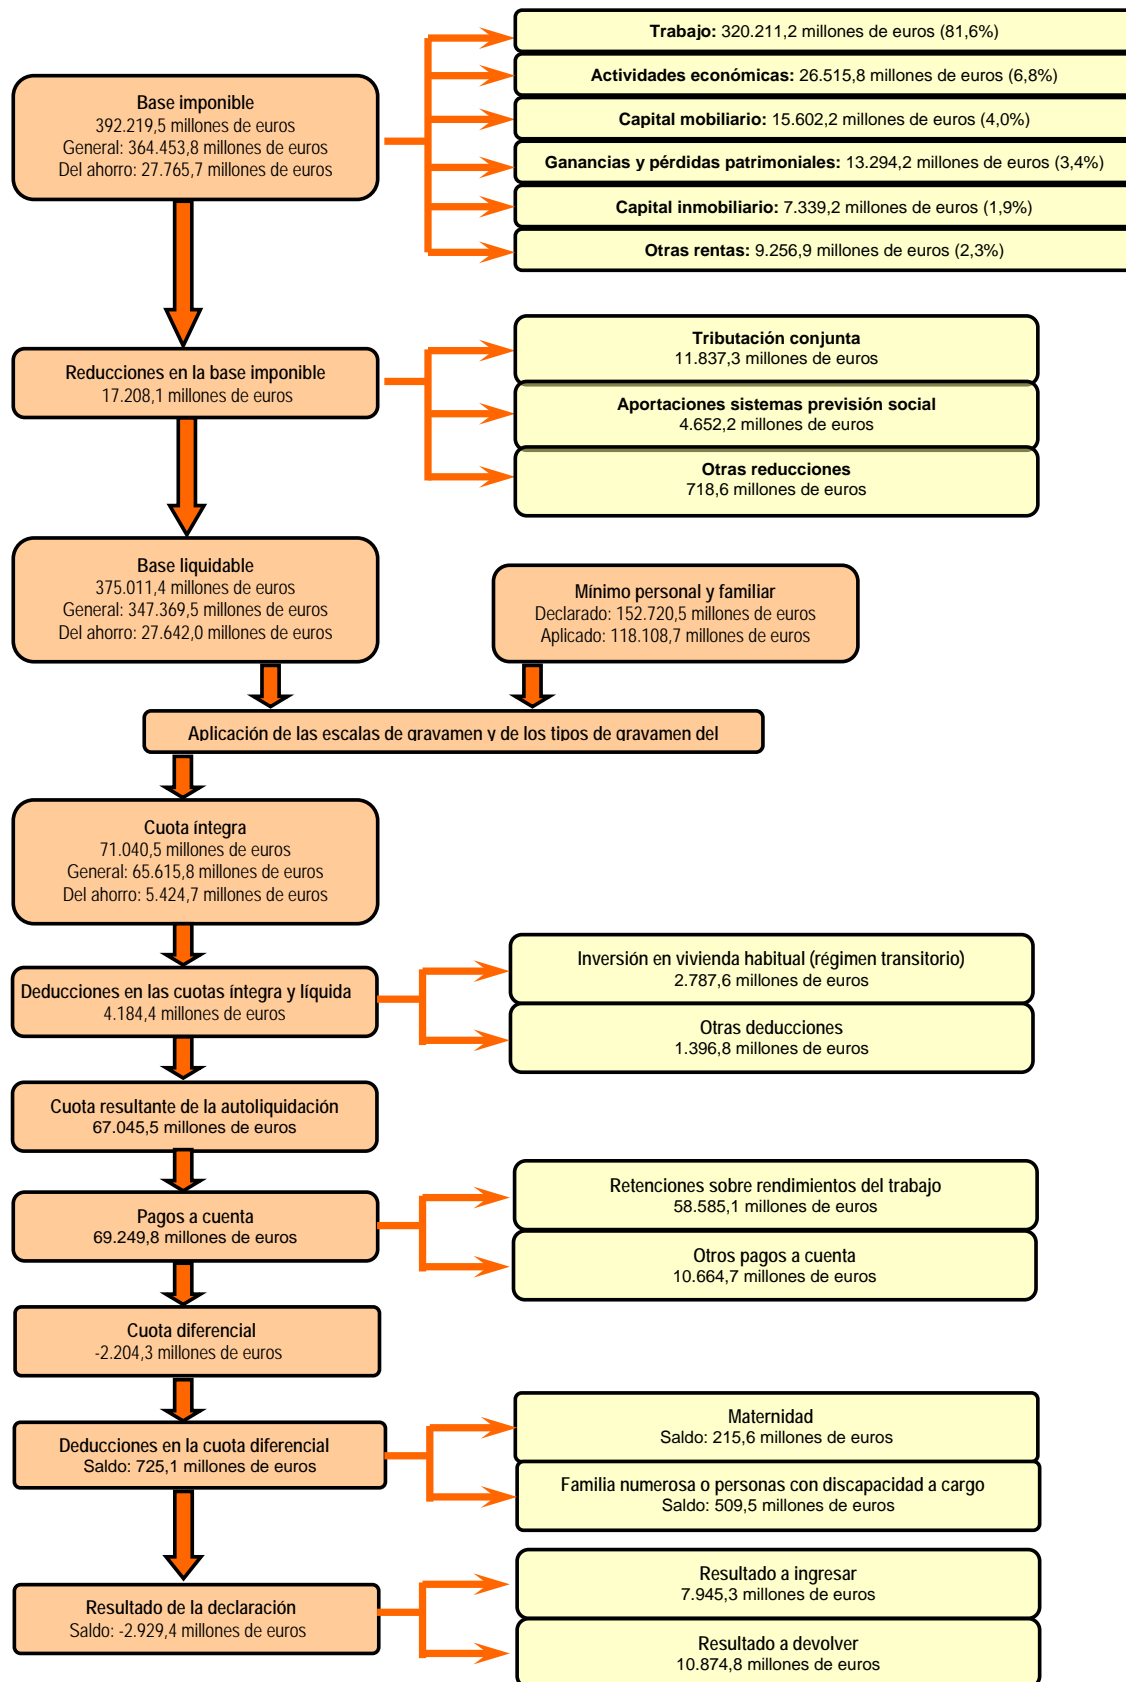 Trabajo: 320.211,2 millones de euros (81,6%)
Actividades económicas: 26.515,8 millones de euros (6,8%)
Base imponible
392.219,5 millones de euros
General: 364.453,8 millones de euros
Del ahorro: 27.765,7 millones de euros
Capital mobiliario: 15.602,2 millones de euros (4,0%)
Ganancias y pérdidas patrimoniales: 13.294,2 millones de euros (3,4%)
Capital inmobiliario: 7.339,2 millones de euros (1,9%)
Otras rentas: 9.256,9 millones de euros (2,3%)
Reducciones en la base imponible
17.208,1 millones de euros
Tributación conjunta
11.837,3 millones de euros
Aportaciones sistemas previsión social
4.652,2 millones de euros
Otras reducciones
718,6 millones de euros
Base liquidable
375.011,4 millones de euros
General: 347.369,5 millones de euros
Del ahorro: 27.642,0 millones de euros
Mínimo personal y familiar
Declarado: 152.720,5 millones de euros
Aplicado: 118.108,7 millones de euros
Aplicación de las escalas de gravamen y de los tipos de gravamen del
Cuota íntegra
71.040,5 millones de euros
General: 65.615,8 millones de euros
Del ahorro: 5.424,7 millones de euros
Deducciones en las cuotas íntegra y líquida
4.184,4 millones de euros
Inversión en vivienda habitual (régimen transitorio)
2.787,6 millones de euros
Otras deducciones
1.396,8 millones de euros
Cuota resultante de la autoliquidación
67.045,5 millones de euros
Pagos a cuenta
69.249,8 millones de euros
Retenciones sobre rendimientos del trabajo
58.585,1 millones de euros
Otros pagos a cuenta
10.664,7 millones de euros
Cuota diferencial
-2.204,3 millones de euros
Deducciones en la cuota diferencial
Saldo: 725,1 millones de euros
Maternidad
Saldo: 215,6 millones de euros
Familia numerosa o personas con discapacidad a cargo
Saldo: 509,5 millones de euros
Resultado de la declaración
Saldo: -2.929,4 millones de euros
Resultado a ingresar
7.945,3 millones de euros
Resultado a devolver
10.874,8 millones de euros